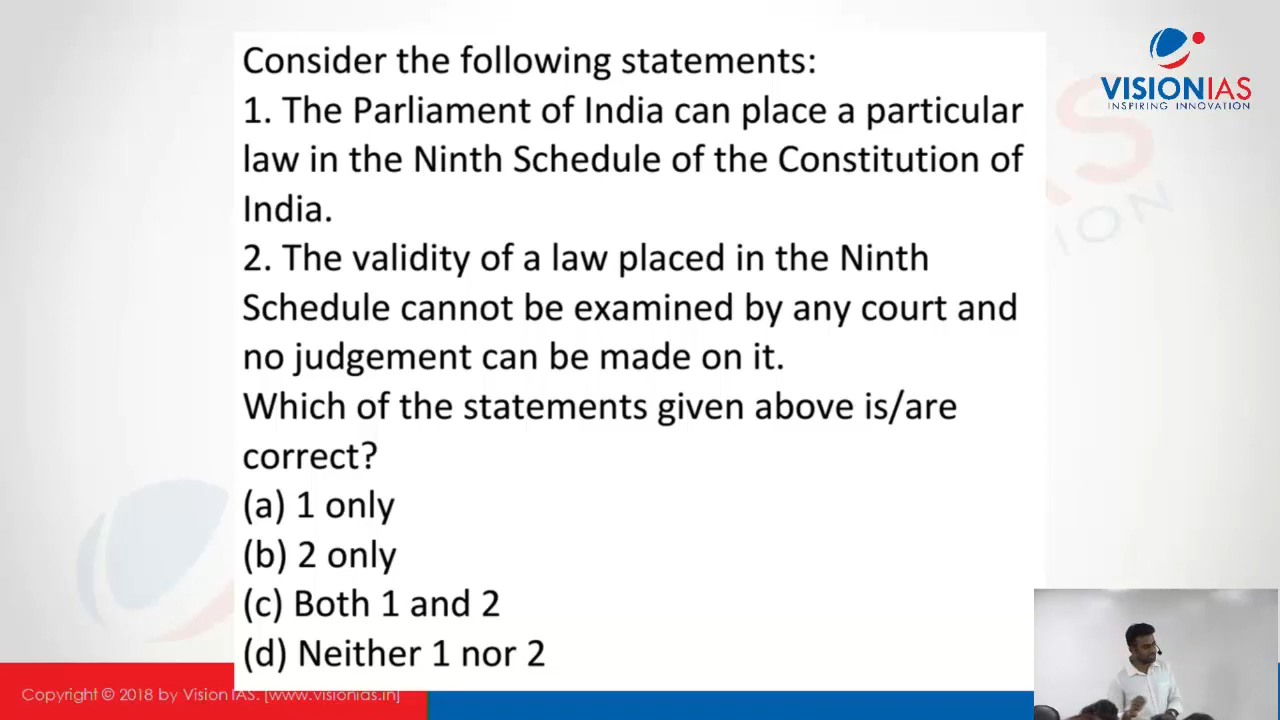 Consider the following statements:
1. The Parliament of India can place a particular
law in the Ninth Schedule of the Constitution of
India.
2. The validity of a law placed in the Ninth
Schedule cannot be examined by any court and
no judgement can be made on it.
Which of the statements given above is/are
correct?
(a) 1 only
(b) 2 only
(c) Both 1 and 2
(d) Neither 1 nor 2
VISIONIAS
INSPIRING INNOVATION
AS
ION
Copyright © 2018 by Vision IAS. [www.visionias.in]